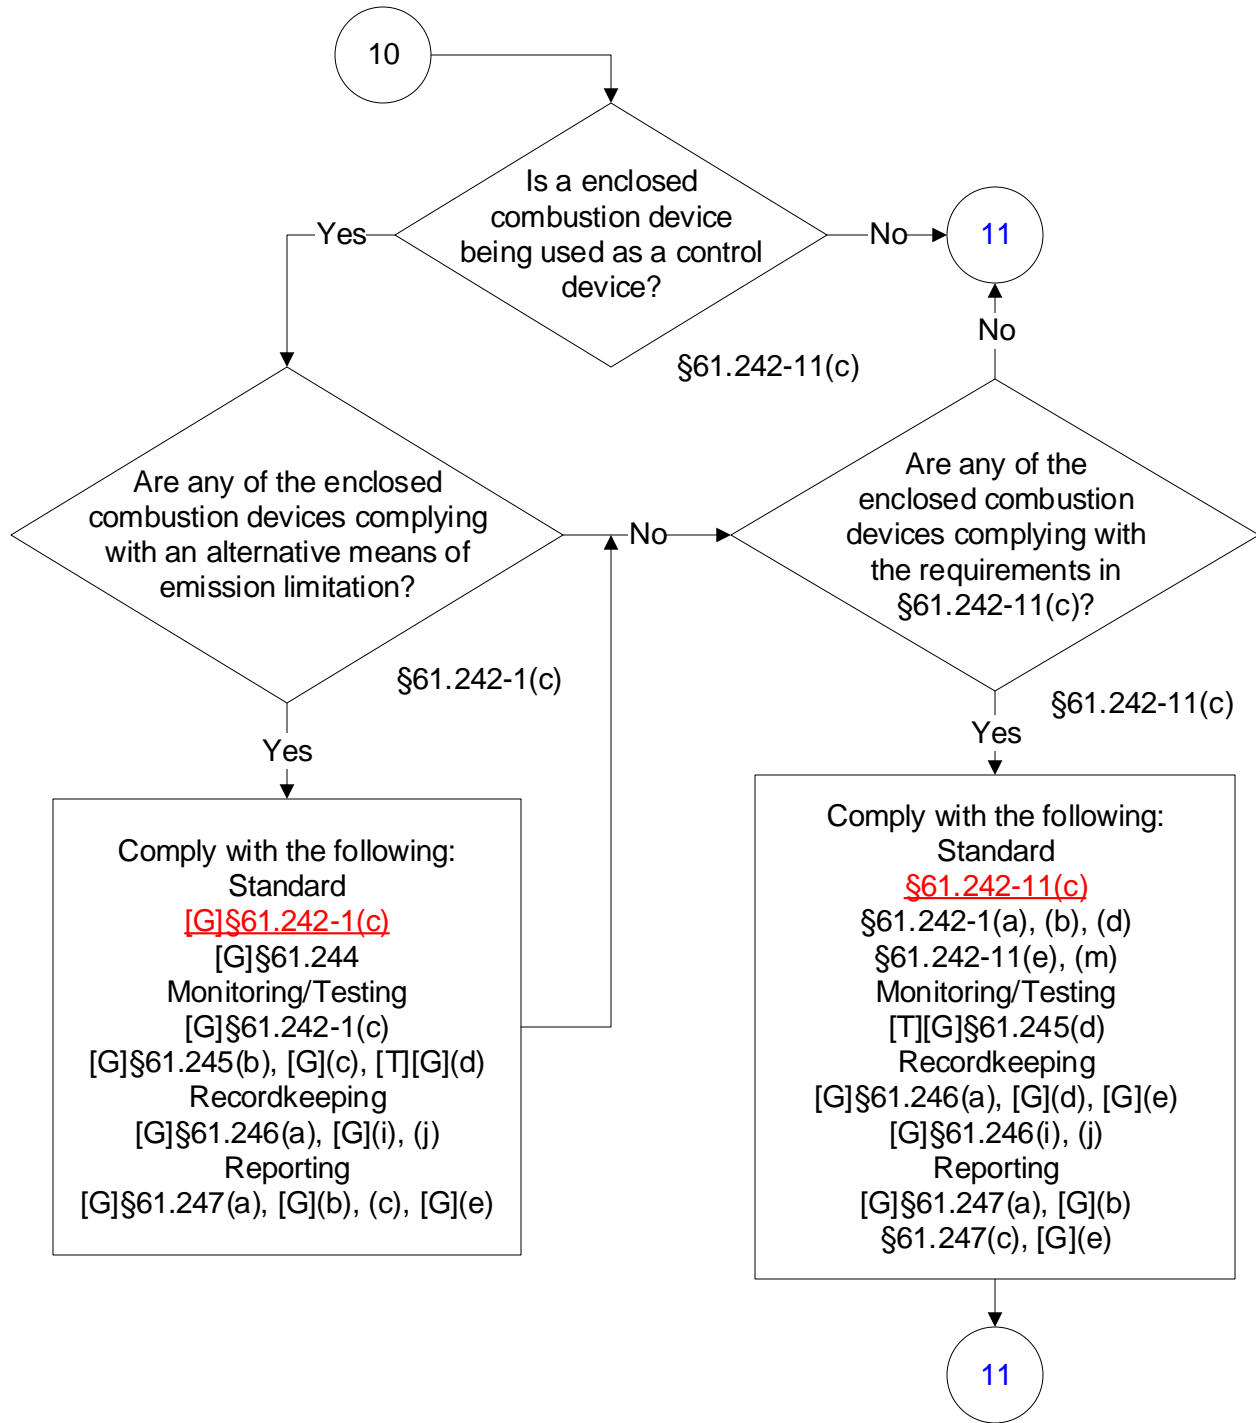 10
Is a enclosed
combustion device
being used as a control
device?
Yes
No
11
§61.242-11(c)
No
Are any of the enclosed
combustion devices complying
with an alternative means of
emission limitation?
No
Are any of the
enclosed combustion
devices complying with
the requirements in
§61.242-11(c)?
§61.242-1(c)
§61.242-11(c)
Yes
Yes
Comply with the following:
Standard
[G]§61.242-1(c)
[G]§61.244
Monitoring/Testing
[G]§61.242-1(c)
[G]§61.245(b), [G](c), [T][G](d)
Recordkeeping
[G]§61.246(a), [G](i), (j)
Reporting
[G]§61.247(a), [G](b), (c), [G](e)
Comply with the following:
Standard
§61.242-11(c)
§61.242-1(a), (b), (d)
§61.242-11(e), (m)
Monitoring/Testing
[T][G]§61.245(d)
Recordkeeping
[G]§61.246(a), [G](d), [G](e)
[G]§61.246(i), (j)
Reporting
[G]§61.247(a), [G](b)
§61.247(c), [G](e)
11